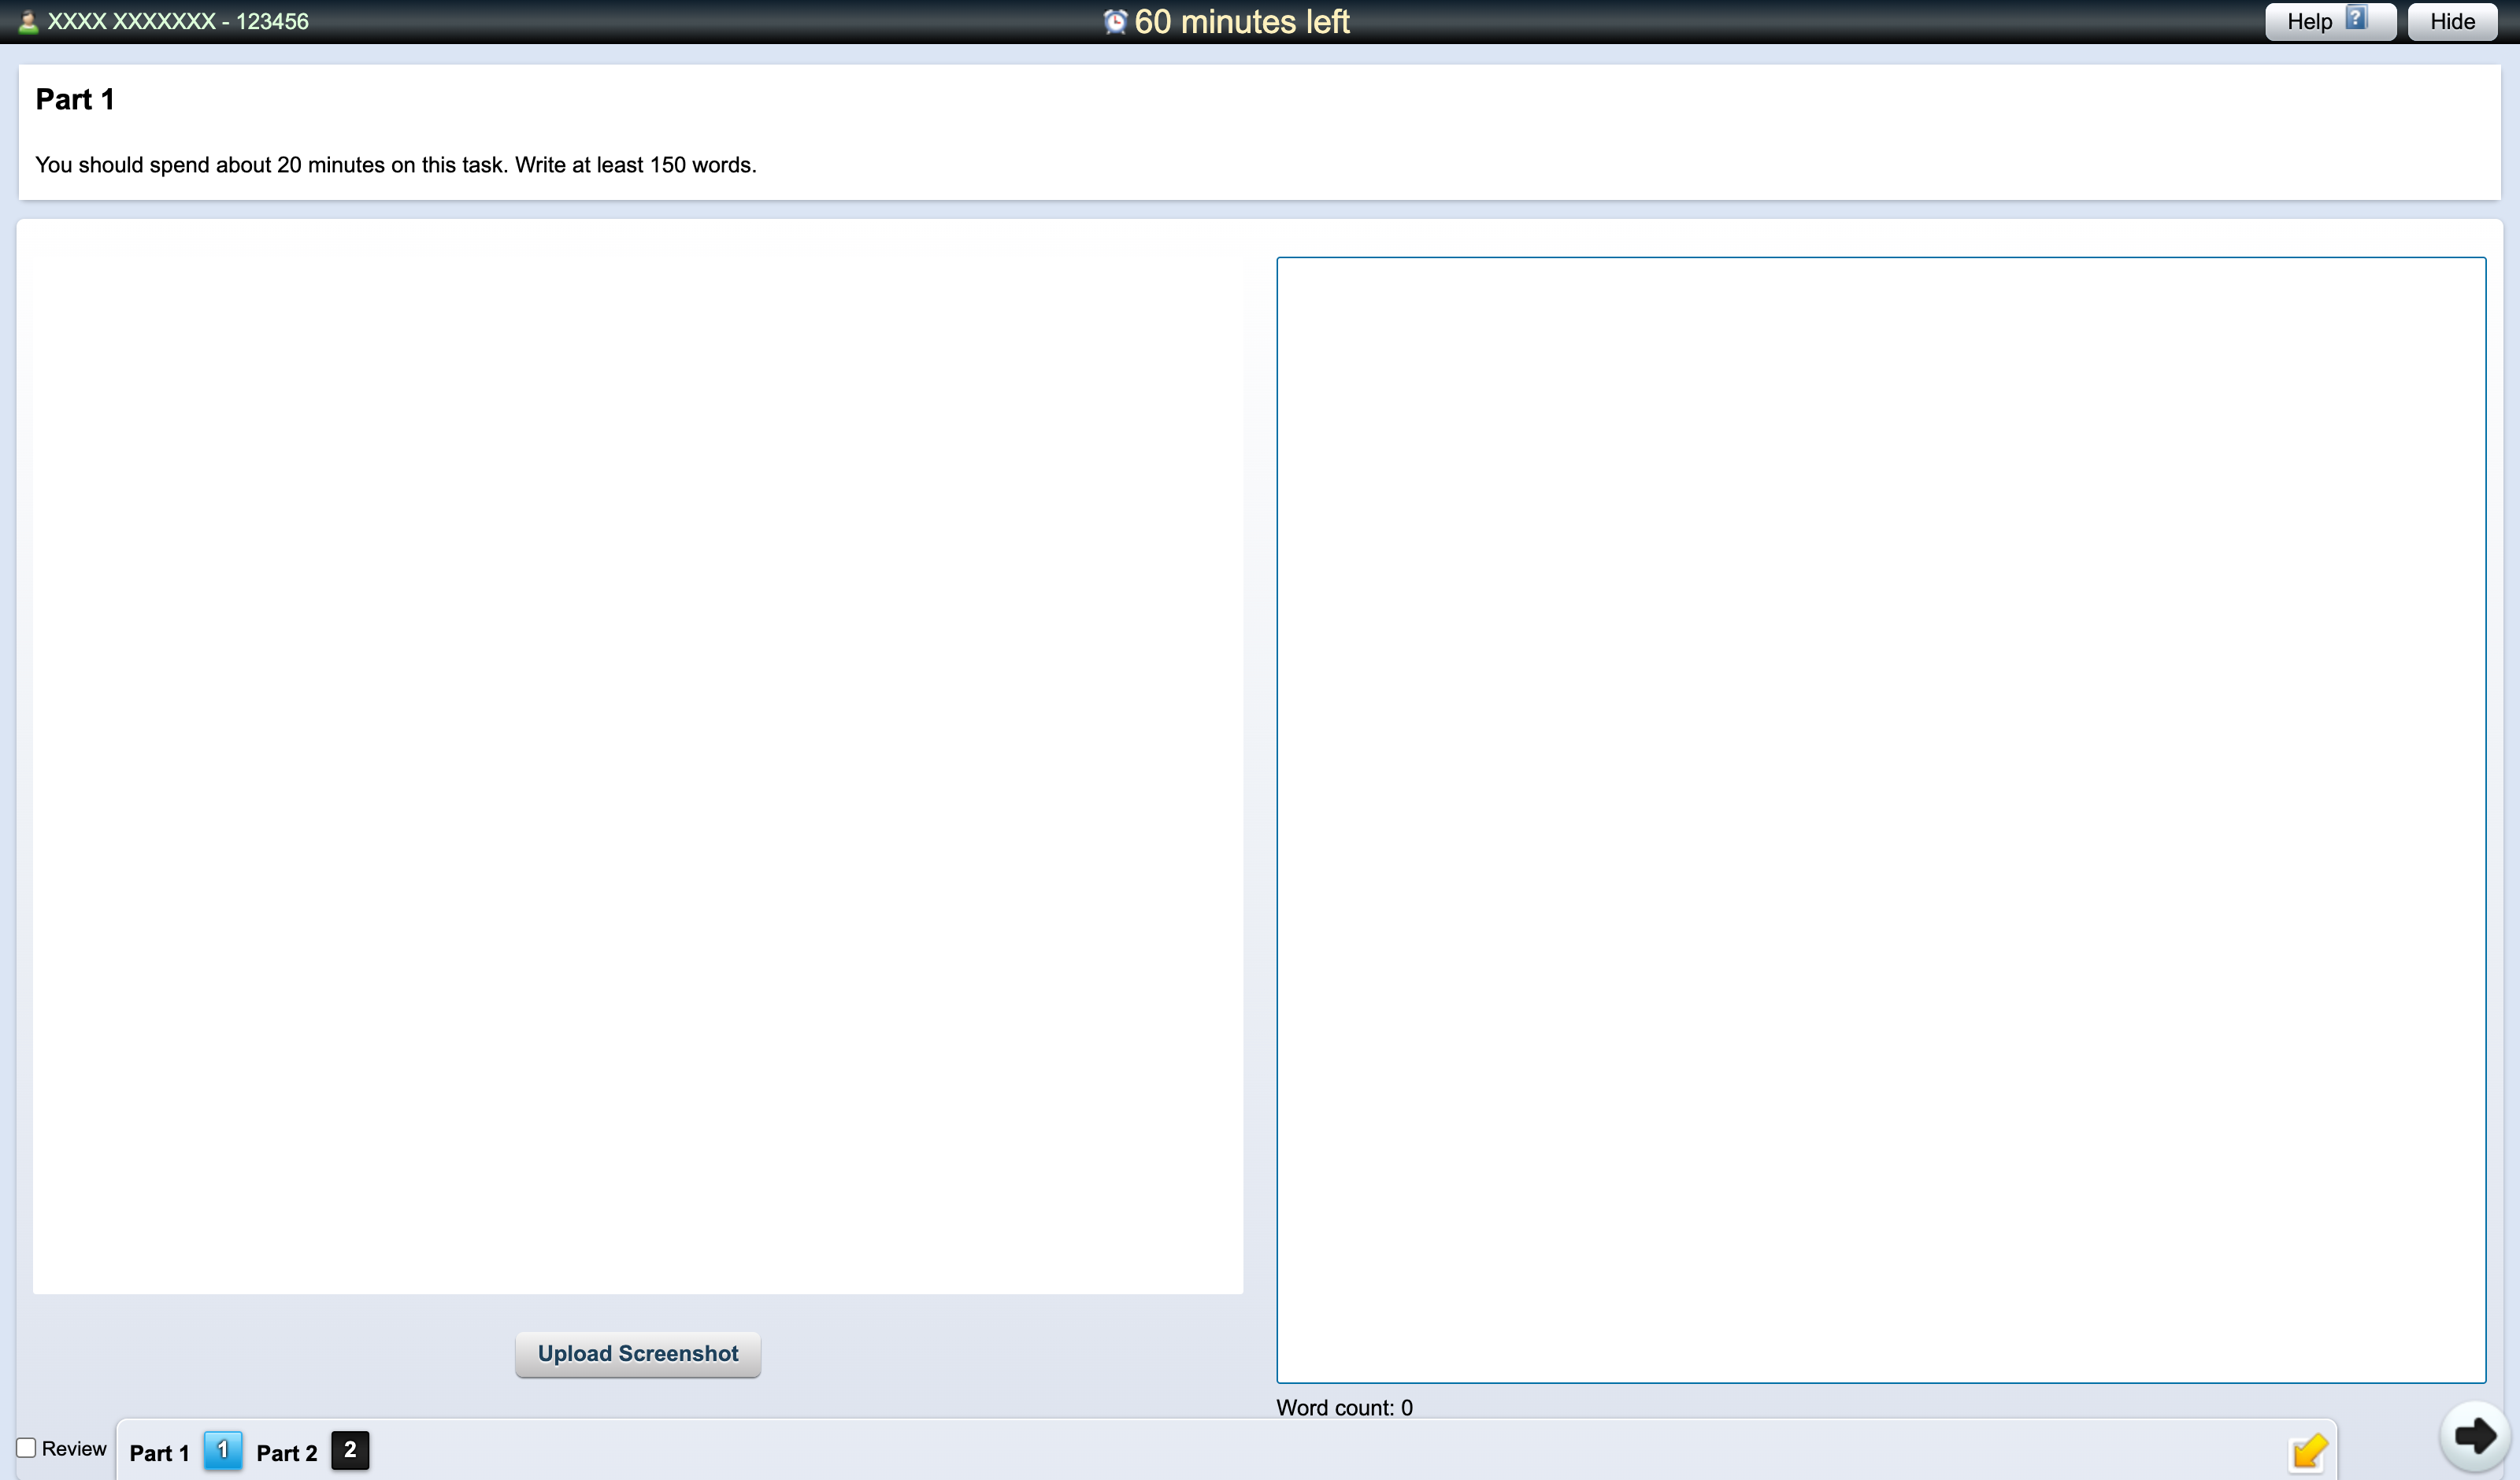 XXXX XXXXXXX - 123456
60 minutes left
Help ?
Hide
Part 1
You should spend about 20 minutes on this task. Write at least 150 words.
Upload Screenshot
Word count: 0
Review
Part 1 1 Part 2 2